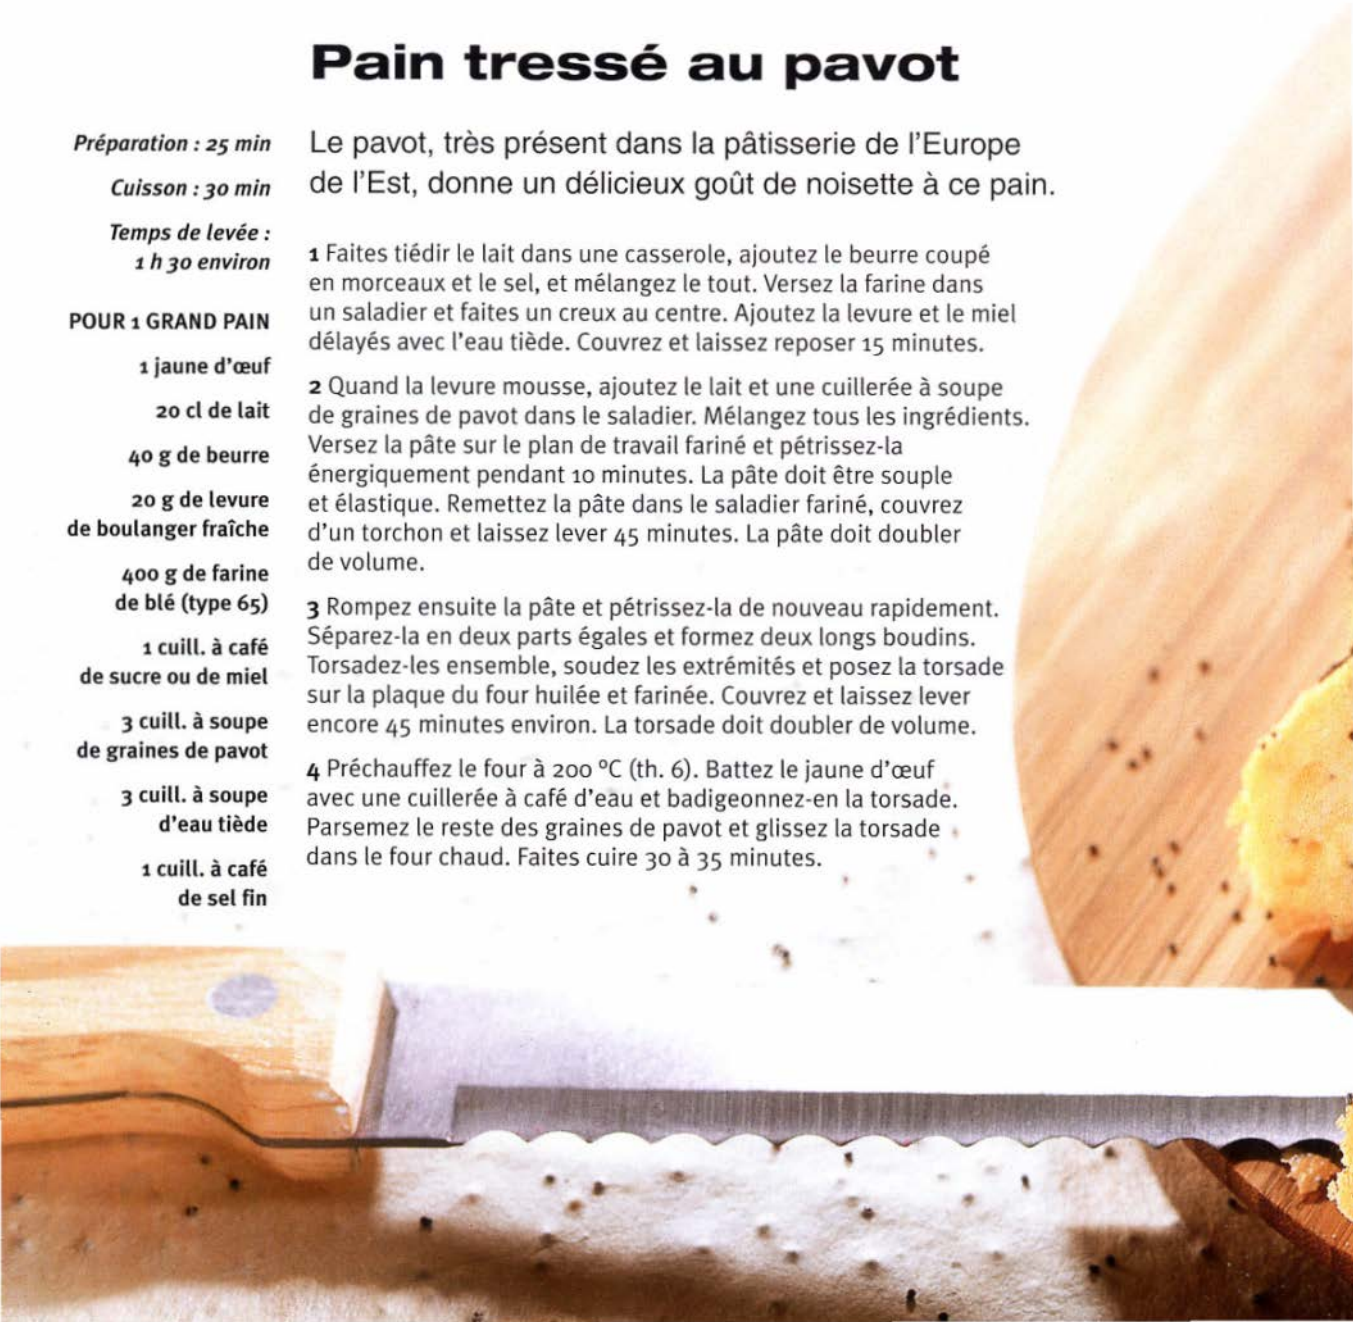 Pain tressé au pavot
Préparation : 25 min
Cuisson : 30 min
Temps de levée :
1 h 30 environ
POUR 1 GRAND PAIN
1 jaune d'œuf
20 cl de lait
40 g de beurre
20 g de levure
de boulanger fraîche
400 g de farine
de blé (type 65)
1 cuill. à café
de sucre ou de miel
3 cuill. à soupe
de graines de pavot
3 cuill. à soupe
d'eau tiède
1 cuill. à café
de sel fin
Le pavot, très présent dans la pâtisserie de l'Europe
de l'Est, donne un délicieux goût de noisette à ce pain.
1 Faites tiédir le lait dans une casserole, ajoutez le beurre coupé
en morceaux et le sel, et mélangez le tout. Versez la farine dans
un saladier et faites un creux au centre. Ajoutez la levure et le miel
délayés avec l'eau tiède. Couvrez et laissez reposer 15 minutes.
2 Quand la levure mousse, ajoutez le lait et une cuillerée à soupe
de graines de pavot dans le saladier. Mélangez tous les ingrédients.
Versez la pâte sur le plan de travail fariné et pétrissez-la
énergiquement pendant 10 minutes. La pâte doit être souple
et élastique. Remettez la pâte dans le saladier fariné, couvrez
d'un torchon et laissez lever 45 minutes. La pâte doit doubler
de volume.
3 Rompez ensuite la pâte et pétrissez-la de nouveau rapidement.
Séparez-la en deux parts égales et formez deux longs boudins.
Torsadez-les ensemble, soudez les extrémités et posez la torsade
sur la plaque du four huilée et farinée. Couvrez et laissez lever
encore 45 minutes environ. La torsade doit doubler de volume.
4 Préchauffez le four à 200 °C (th. 6). Battez le jaune d'œuf
avec une cuillerée à café d'eau et badigeonnez-en la torsade.
Parsemez le reste des graines de pavot et glissez la torsade
dans le four chaud. Faites cuire 30 à 35 minutes.